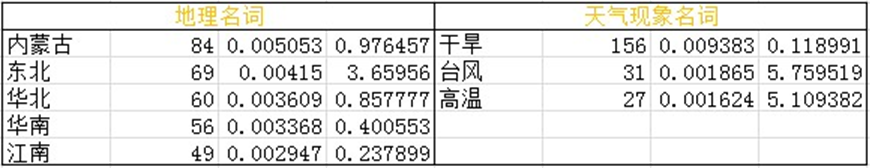 地理名词 天气现象名词
内蒙古 84 0.005053 0.976457 干旱 156 0.009383 0.118991
东北 69 0.00415 3.65956 台风 31 0.001865 5.759519
华北 60 0.003609 0.857777 高温 27 0.001624 5.109382
华南 56 0.003368 0.400553
江南 49 0.002947 0.237899